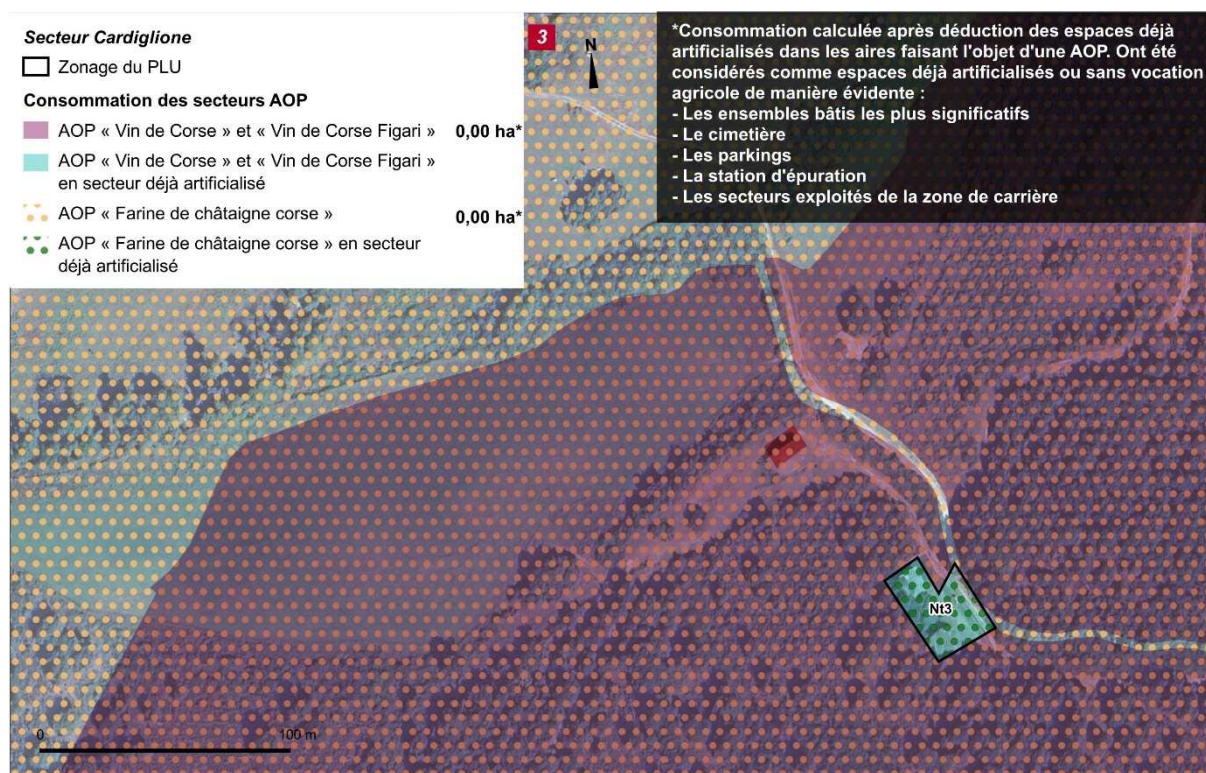 Secteur Cardiglione
Zonage du PLU
Consommation des secteurs AOP
AOP « Vin de Corse » et « Vin de Corse Figari » 0,00 ha*
AOP « Vin de Corse » et « Vin de Corse Figari »
en secteur déjà artificialisé
AOP « Farine de châtaigne corse » 0,00 ha*
AOP « Farine de châtaigne corse » en secteur
déjà artificialisé
3
N
*Consommation calculée après déduction des espaces déjà
artificialisés dans les aires faisant l'objet d'une AOP. Ont été
considérés comme espaces déjà artificialisés ou sans vocation
agricole de manière évidente :
- Les ensembles bâtis les plus significatifs
- Le cimetière
- Les parkings
- La station d'épuration
- Les secteurs exploités de la zone de carrière
Nt3
0 100 m